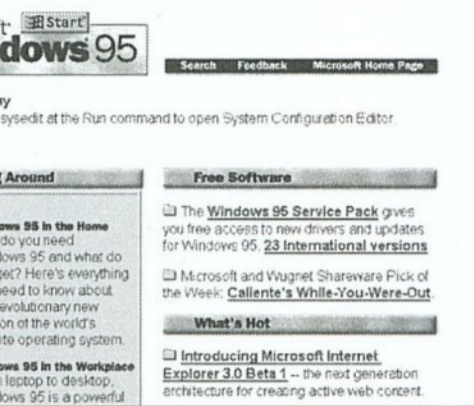 Start
dows 95
Search Feedback Microsoft Home Page
sysedit at the Run command to open System Configuration Editor.
Around
ows 95 in the Home
do you need
dows 95 and what do
get? Here's everything
need to know about
evolutionary new
on of the world's
ite operating system.
ows 95 in the Workplace
laptop to desktop,
dows 95 is a powerful
Free Software
The Windows 95 Service Pack gives
you free access to new drivers and updates
for Windows 95. 23 International versions
Microsoft and Wugnet Shareware Pick of
the Week: Caliente's While-You-Were-Out.
What's Hot
Introducing Microsoft Internet
Explorer 3.0 Beta 1 -- the next generation
architecture for creating active web content.